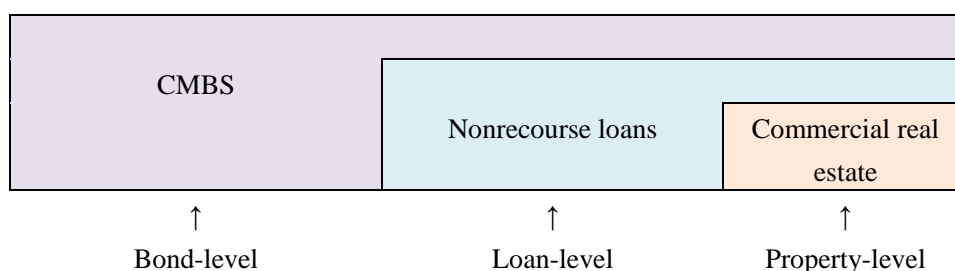 CMBS
Nonrecourse loans
Commercial real
estate
↑ ↑ ↑
Bond-level Loan-level Property-level